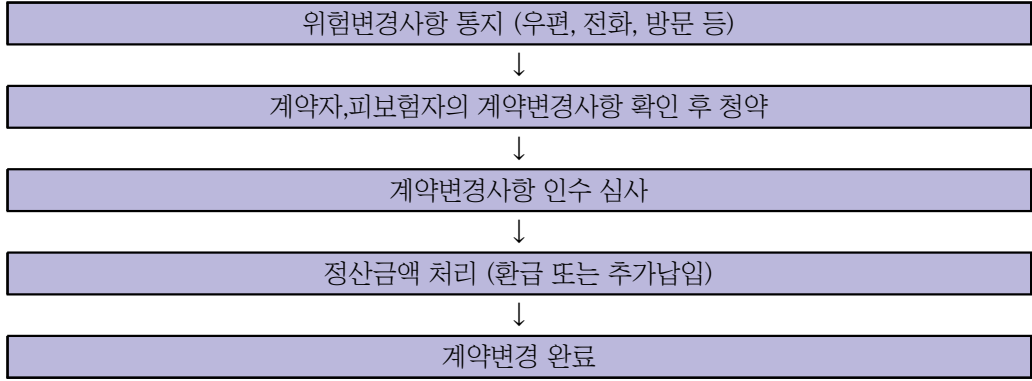 위험변경사항 통지 (우편, 전화, 방문 등)
↓
계약자,피보험자의 계약변경사항 확인 후 청약
↓
계약변경사항 인수 심사
↓
정산금액 처리 (환급 또는 추가납입)
↓
계약변경 완료